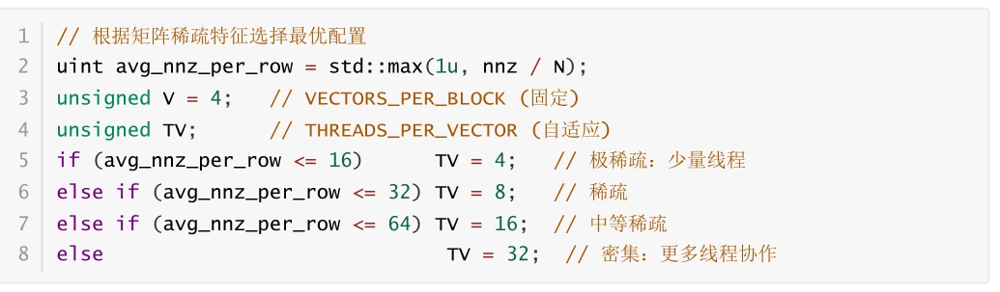 1 // 根据矩阵稀疏特征选择最优配置
2 uint avg_nnz_per_row = std::max(1u, nnz / N);
3 unsigned V = 4;   // VECTORS_PER_BLOCK (固定)
4 unsigned TV;      // THREADS_PER_VECTOR (自适应)
5 if (avg_nnz_per_row <= 16)      TV = 4;   // 极稀疏：少量线程
6 else if (avg_nnz_per_row <= 32) TV = 8;   // 稀疏
7 else if (avg_nnz_per_row <= 64) TV = 16;  // 中等稀疏
8 else                            TV = 32;  // 密集：更多线程协作